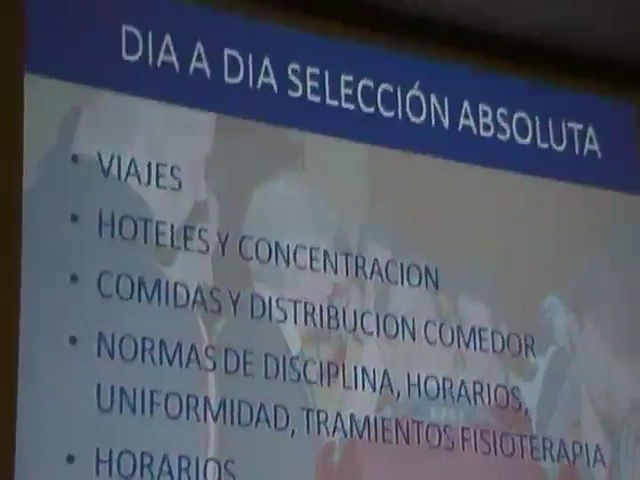 DIA A DIA SELECCIÓN ABSOLUTA
• VIAJES
• HOTELES Y CONCENTRACION
• COMIDAS Y DISTRIBUCION COMEDOR
• NORMAS DE DISCIPLINA, HORARIOS,
UNIFORMIDAD, TRAMIENTOS FISIOTERAPIA
• HORARIOS